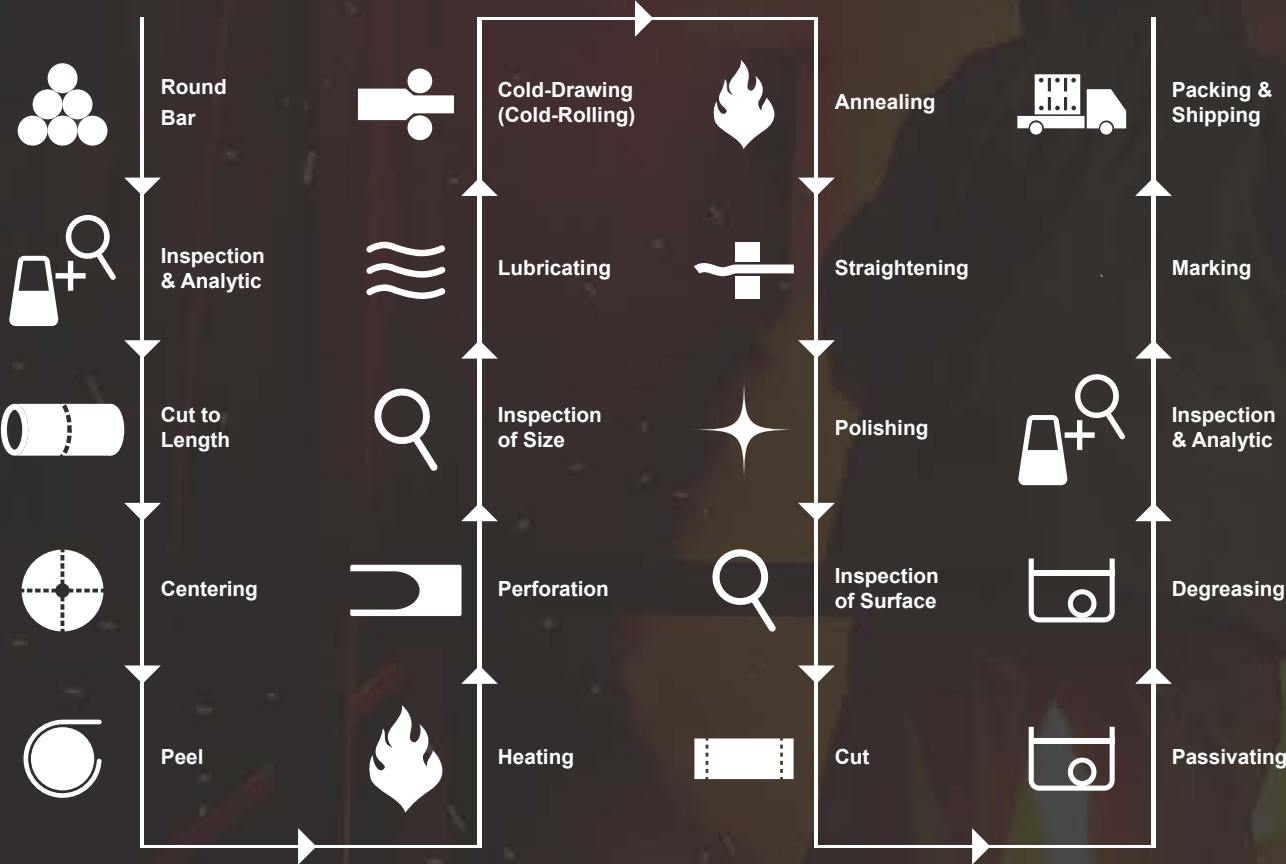 Round
Bar
Inspection
& Analytic
Cut to
Length
Centering
Peel
Cold-Drawing
(Cold-Rolling)
Lubricating
Inspection
of Size
Perforation
Heating
Annealing
Straightening
Polishing
Inspection
of Surface
Cut
Packing &
Shipping
Marking
Inspection
& Analytic
Degreasing
Passivating